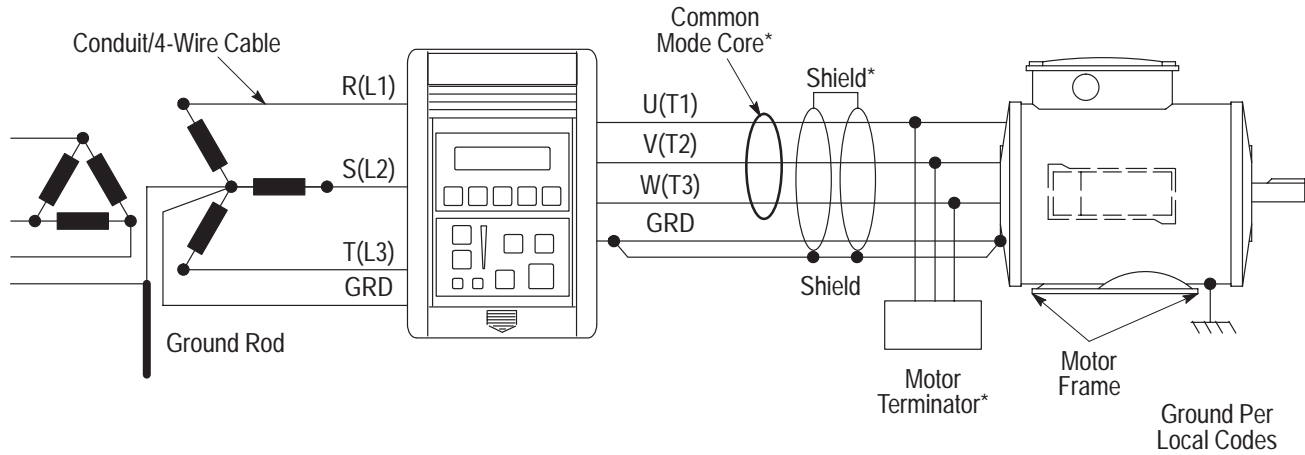 Common
Mode Core*
Conduit/4-Wire Cable
Shield*
R(L1)
U(T1)
V(T2)
S(L2)
W(T3)
GRD
T(L3)
GRD
Shield
Ground Rod
Motor
Terminator*
Motor
Frame
Ground Per
Local Codes